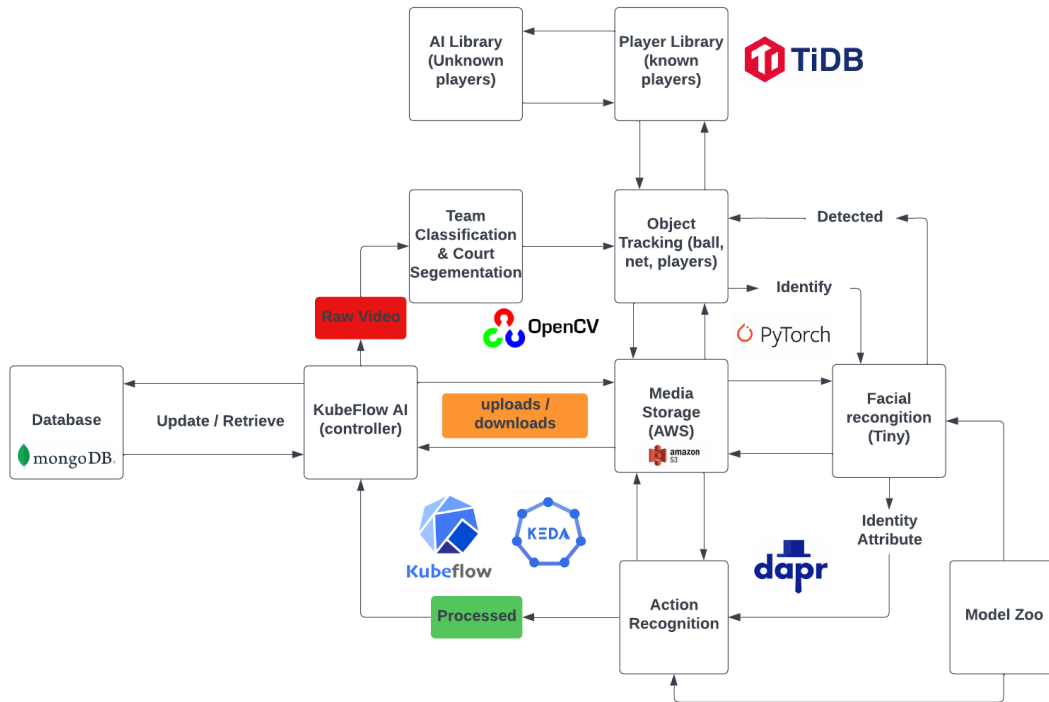 AI Library
(Unknown
players)
Player Library
(known
players)
TiDB
Team
Classification
& Court
Segementation
Object
Tracking (ball,
net, players)
Detected
Identify
Raw Video
OpenCV
PyTorch
Database
mongoDB.
Update / Retrieve
KubeFlow AI
(controller)
uploads /
downloads
Media
Storage
(AWS)
amazon
S3
Facial
recongition
(Tiny)
Kubeflow
KEDA
dapr
Identity
Attribute
Processed
Action
Recognition
Model Zoo